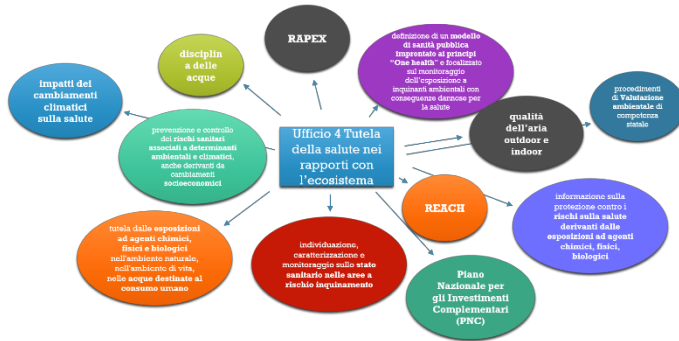 RAPEX
definizione di un modello
di sanità pubblica
improntato ai principi
"One health" e focalizzato
sul monitoraggio
dell'esposizione a
inquinanti ambientali con
conseguenze dannose per
la salute
disciplin
a delle
acque
impatti dei
cambiamenti
climatici
sulla salute
procedimenti
di Valutazione
ambientale di
competenza
statale
qualità
dell'aria
outdoor e
indoor
prevenzione e controllo
dei rischi sanitari
associati a determinanti
ambientali e climatici,
anche derivanti da
cambiamenti
socioeconomici
Ufficio 4 Tutela
della salute nei
rapporti con
l'ecosistema
REACH
informazione sulla
protezione contro i
rischi sulla salute
derivanti dalle
esposizioni ad agenti
chimici, fisici,
biologici
tutela dalle esposizioni
ad agenti chimici,
fisici e biologici
nell'ambiente naturale,
nell'ambiente di vita,
nelle acque destinate al
consumo umano
individuazione,
caratterizzazione e
monitoraggio sullo stato
sanitario nelle aree a
rischio inquinamento
Piano
Nazionale per
gli Investimenti
Complementari
(PNC)